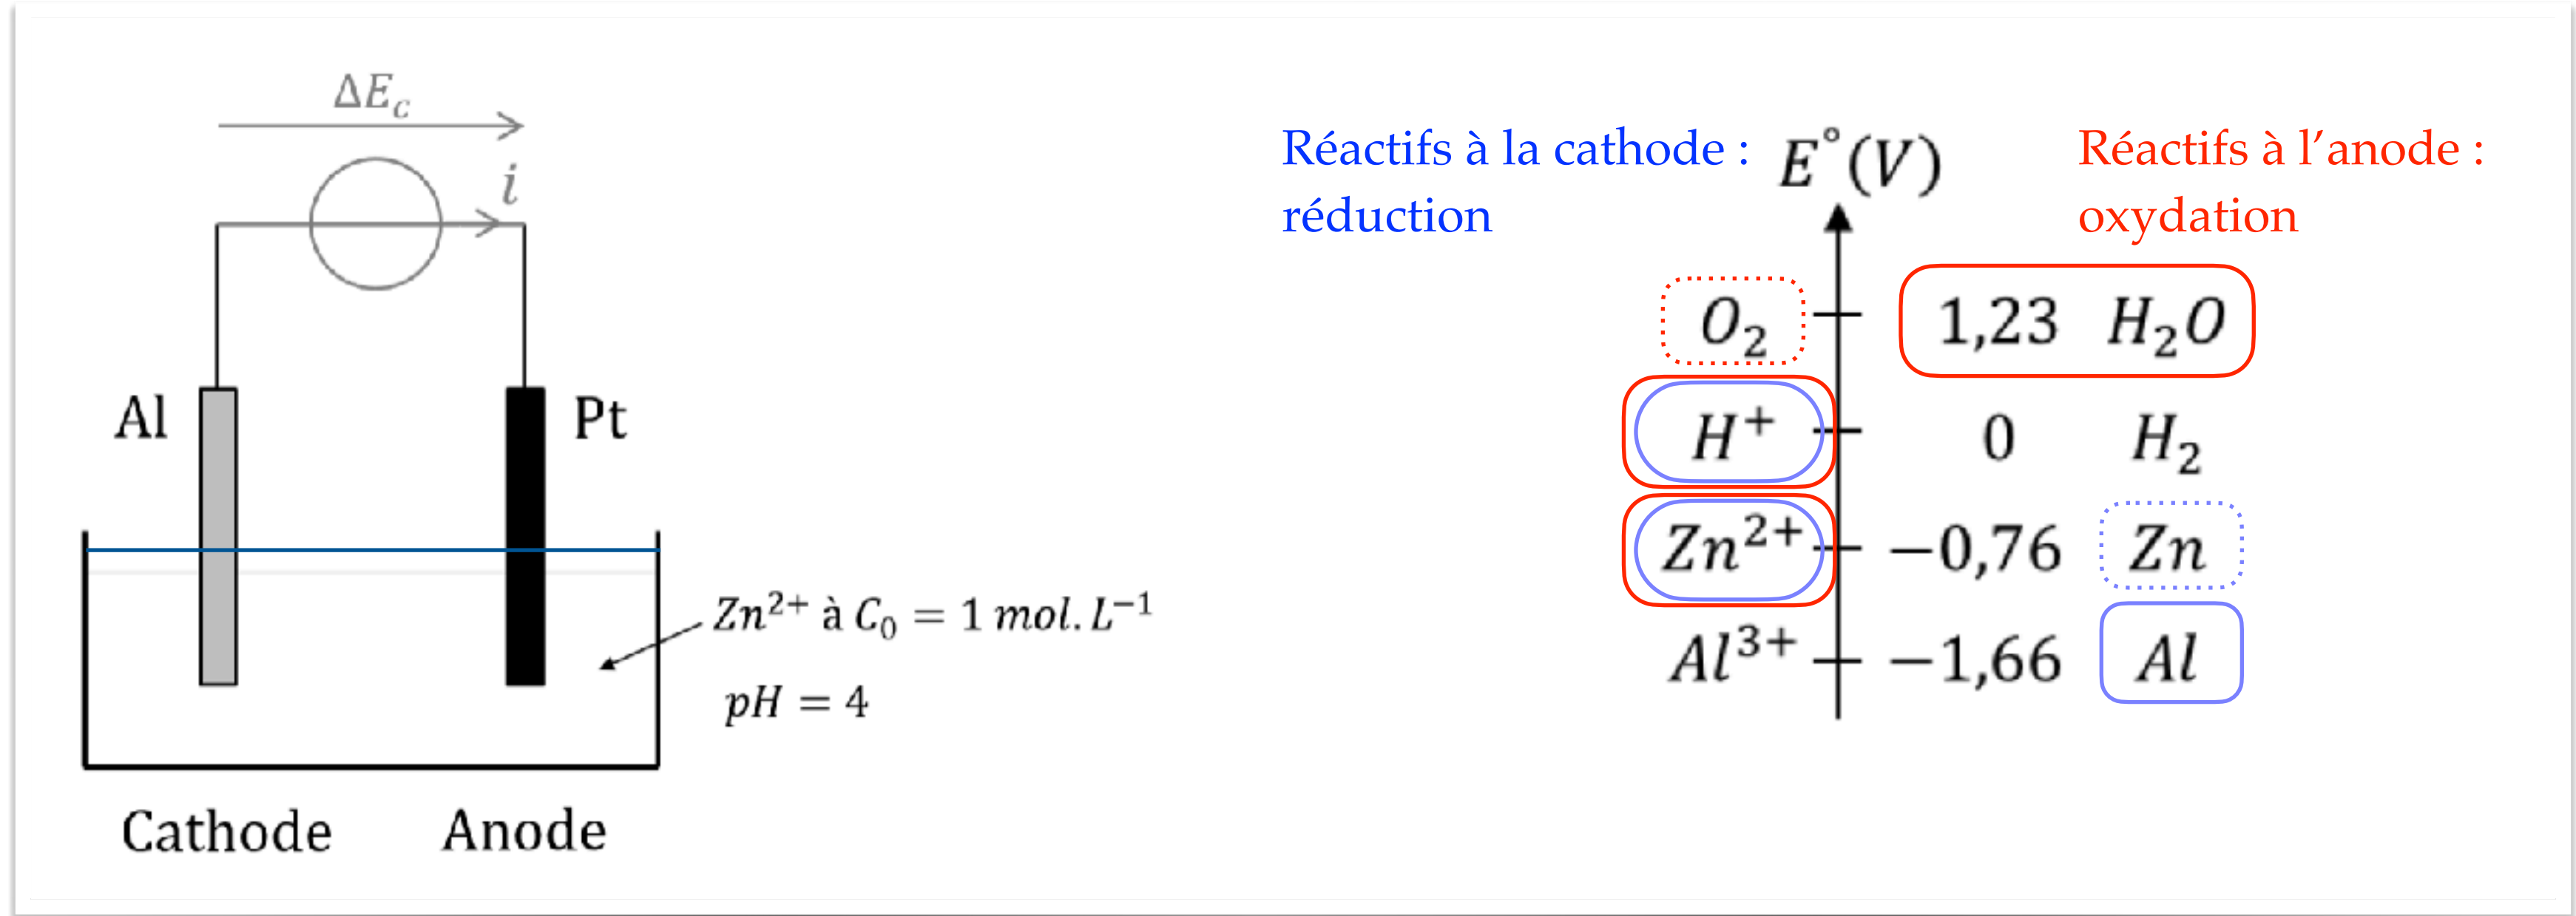 ΔE_c
i
Al
Pt
Zn²⁺ à C₀ = 1 mol.L⁻¹
pH = 4
Cathode
Anode
Réactifs à la cathode :
réduction
E°(V)
Réactifs à l’anode :
oxydation
O₂ 1,23 H₂O
H⁺ 0 H₂
Zn²⁺ −0,76 Zn
Al³⁺ −1,66 Al